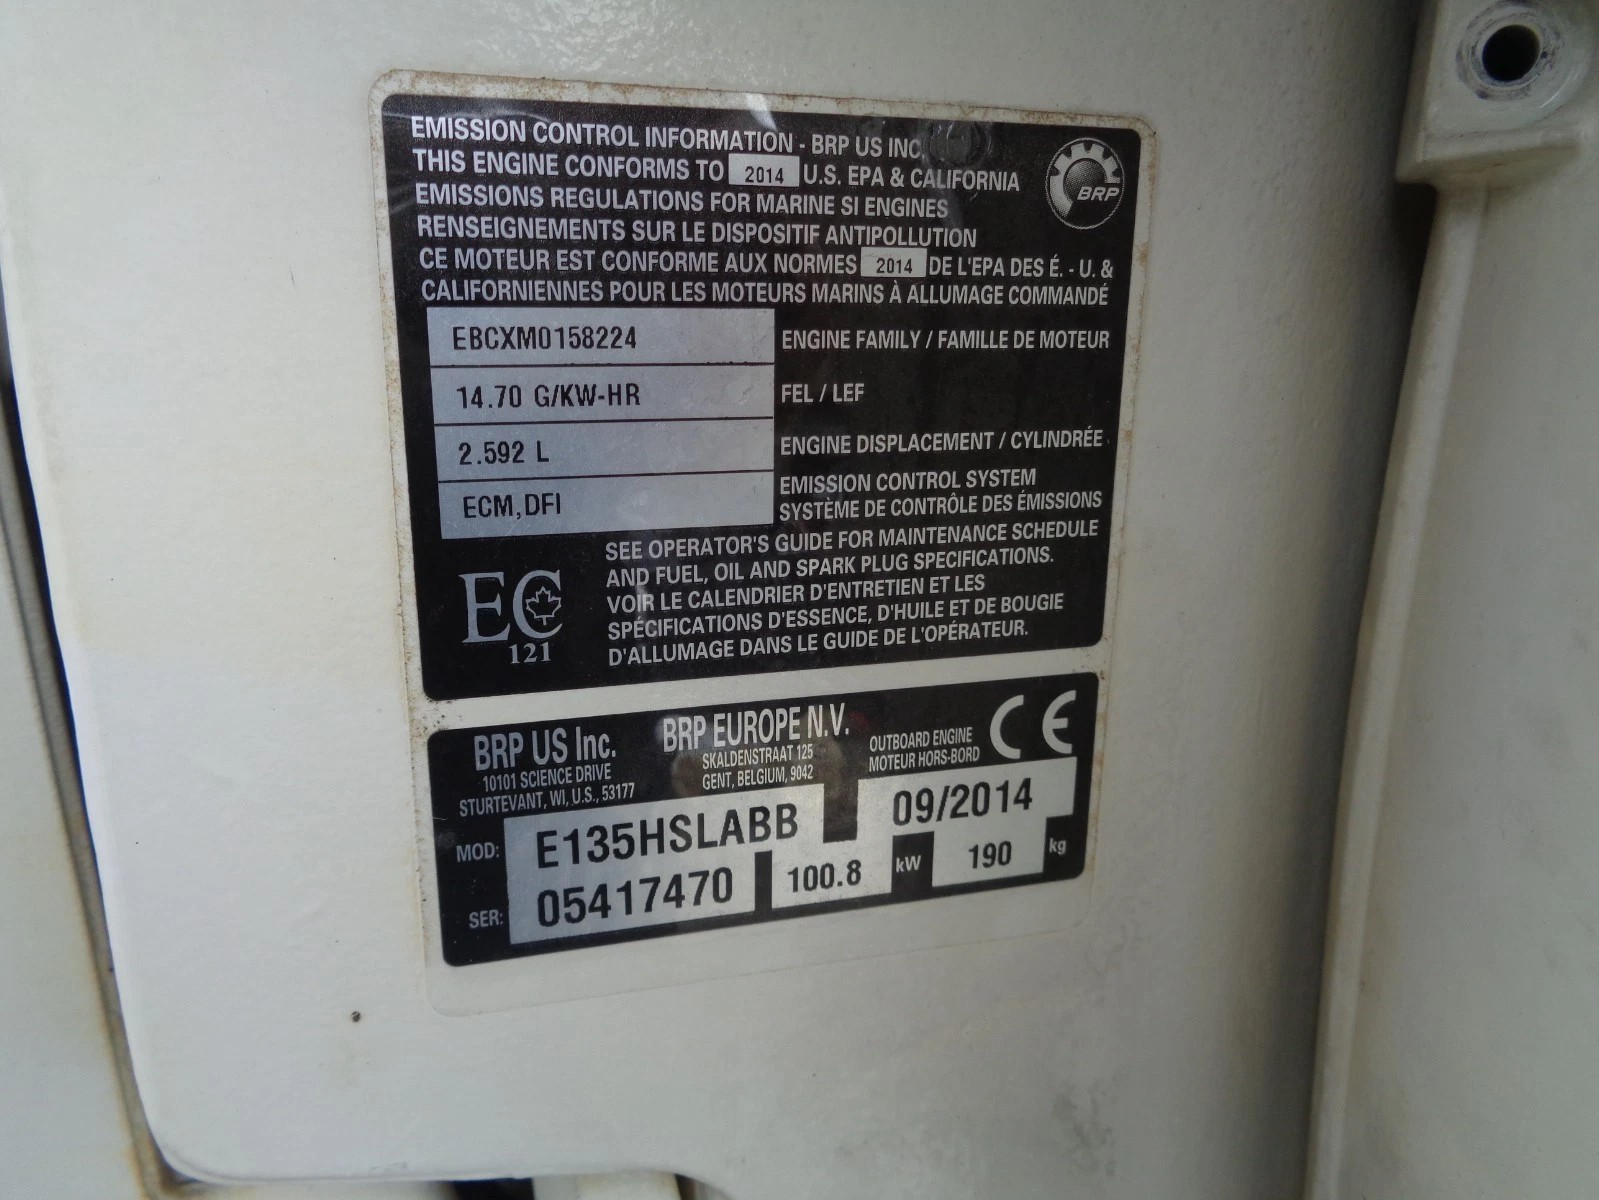 EMISSION CONTROL INFORMATION - BRP US INC.
THIS ENGINE CONFORMS TO 2014 U.S. EPA & CALIFORNIA
EMISSIONS REGULATIONS FOR MARINE SI ENGINES
RENSEIGNEMENTS SUR LE DISPOSITIF ANTIPOLLUTION
CE MOTEUR EST CONFORME AUX NORMES 2014 DE L'EPA DES É. - U. &
CALIFORNIENNES POUR LES MOTEURS MARINS À ALLUMAGE COMMANDÉ
BRP
EBCXM0158224 ENGINE FAMILY / FAMILLE DE MOTEUR
14.70 G/KW-HR FEL / LEF
2.592 L ENGINE DISPLACEMENT / CYLINDRÉE
ECM,DFI EMISSION CONTROL SYSTEM
SYSTÈME DE CONTRÔLE DES ÉMISSIONS
SEE OPERATOR'S GUIDE FOR MAINTENANCE SCHEDULE
AND FUEL, OIL AND SPARK PLUG SPECIFICATIONS.
VOIR LE CALENDRIER D'ENTRETIEN ET LES
SPÉCIFICATIONS D'ESSENCE, D'HUILE ET DE BOUGIE
D'ALLUMAGE DANS LE GUIDE DE L'OPÉRATEUR.
EC
121
BRP US Inc.
10101 SCIENCE DRIVE
STURTEVANT, WI, U.S., 53177
BRP EUROPE N.V.
SKALDENSTRAAT 125
GENT, BELGIUM, 9042
OUTBOARD ENGINE
MOTEUR HORS-BORD
CE
MOD: E135HSLABB 09/2014
SER: 05417470 100.8 kW 190 kg